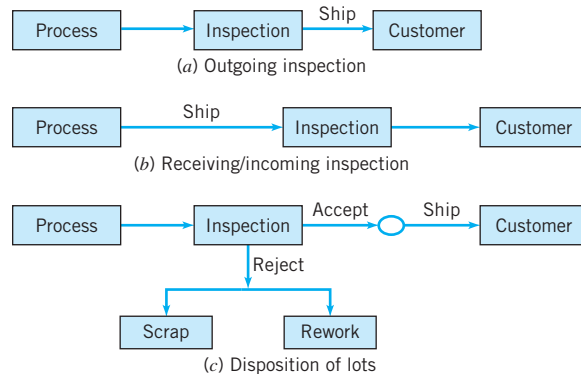 Ship
Process Inspection Customer
(a) Outgoing inspection
Ship
Process Inspection Customer
(b) Receiving/incoming inspection
Accept Ship
Process Inspection Customer
Reject
Scrap Rework
(c) Disposition of lots